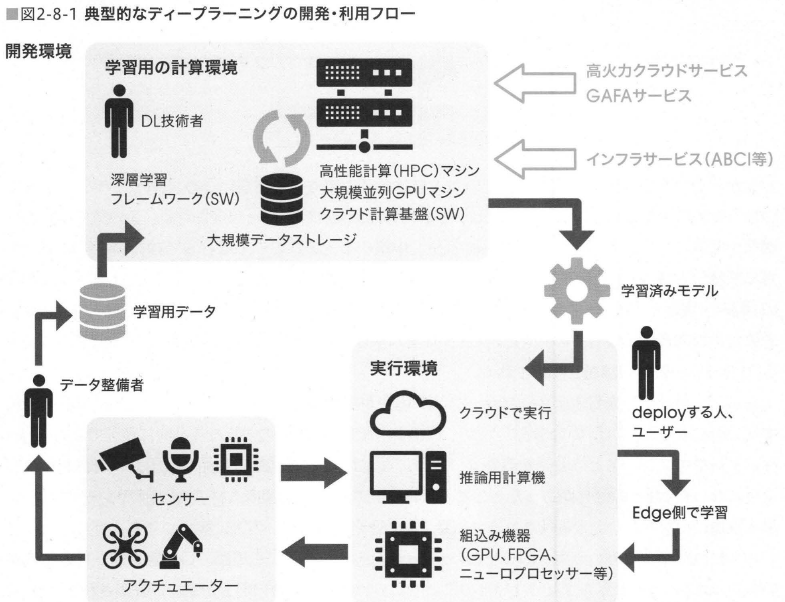 ■図2-8-1 典型的なディープラーニングの開発・利用フロー
開発環境
学習用の計算環境
DL技術者
深層学習
フレームワーク(SW)
高性能計算(HPC)マシン
大規模並列GPUマシン
クラウド計算基盤(SW)
大規模データストレージ
高火力クラウドサービス
GAFAサービス
インフラサービス(ABCI等)
学習用データ
学習済みモデル
データ整備者
実行環境
クラウドで実行
推論用計算機
組込み機器
(GPU、FPGA、
ニューロプロセッサー等)
deployする人、
ユーザー
Edge側で学習
センサー
アクチュエーター